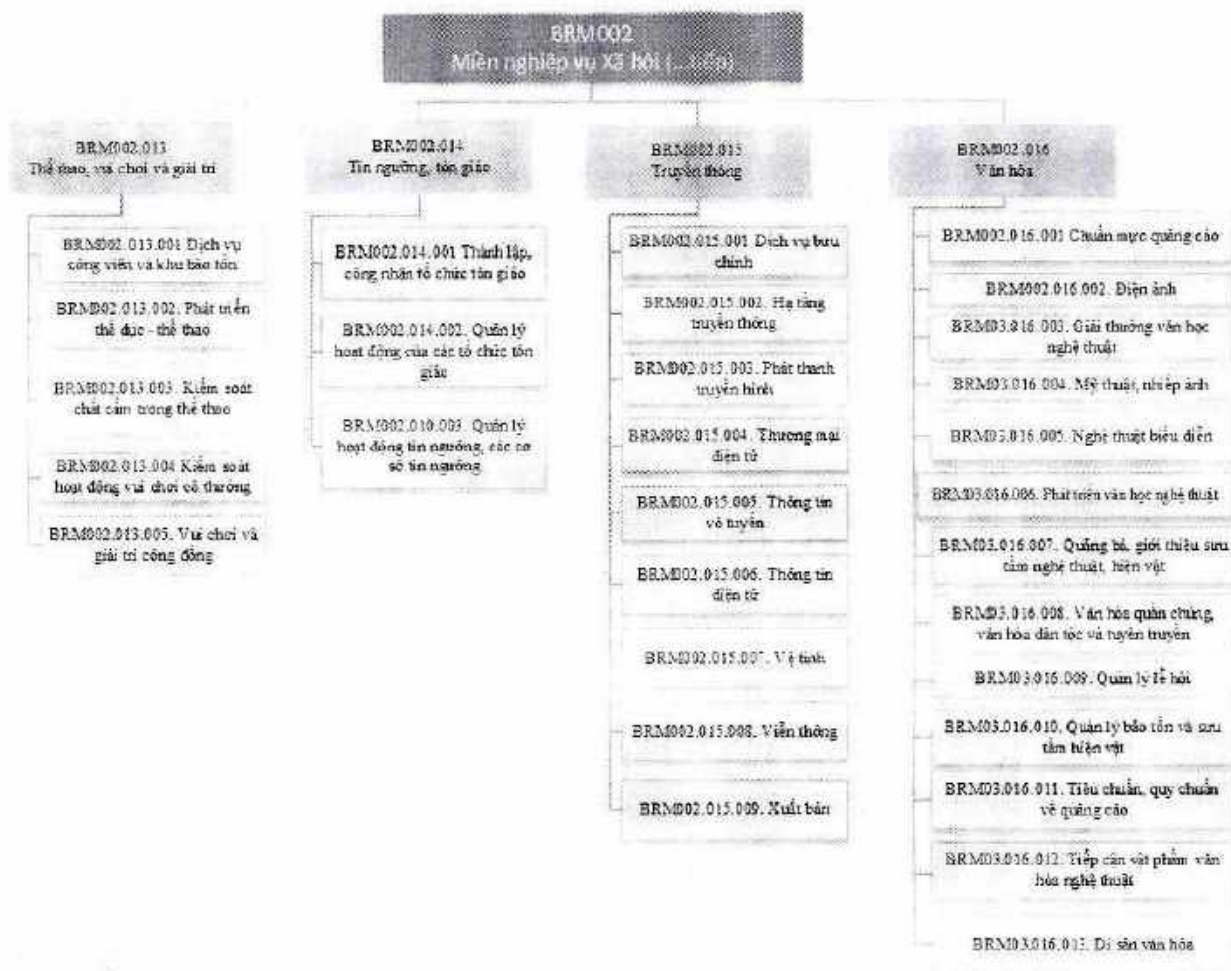 BRM002
Miền nghiệp vụ Xã hội (...tiếp)
BRM002.013
Thể thao, vui chơi và giải trí
BRM002.013.001 Dịch vụ
công viên và khu bảo tồn
BRM002.013.002. Phát triển
thể dục - thể thao
BRM002.013.003. Kiểm soát
chất cấm trong thể thao
BRM002.013.004 Kiểm soát
hoạt động vui chơi có thưởng
BRM002.013.005. Vui chơi và
giải trí công đồng
BRM002.014
Tín ngưỡng, tôn giáo
BRM002.014.001 Thành lập,
công nhận tổ chức tôn giáo
BRM002.014.002. Quản lý
hoạt động của các tổ chức tôn
giáo
BRM002.010.003. Quản lý
hoạt động tín ngưỡng, các cơ
sở tín ngưỡng
BRM002.015
Truyền thông
BRM002.015.001 Dịch vụ bưu
chính
BRM002.015.002. Hạ tầng
truyền thông
BRM002.015.003. Phát thanh
truyền hình
BRM002.015.004. Thương mại
điện tử
BRM002.015.005. Thông tin
vô tuyến
BRM002.015.006. Thông tin
điện tử
BRM002.015.007. Vệ tinh
BRM002.015.008. Viễn thông
BRM002.015.009. Xuất bản
BRM002.016
Văn hóa
BRM002.016.001 Chuẩn mực quảng cáo
BRM002.016.002. Điện ảnh
BRM03.016.003. Giải thưởng văn học
nghệ thuật
BRM03.016.004. Mỹ thuật, nhiếp ảnh
BRM03.016.005. Nghệ thuật biểu diễn
BRM03.016.006. Phát triển văn học nghệ thuật
BRM03.016.007. Quảng bá, giới thiệu sưu
tầm nghệ thuật, hiện vật
BRM03.016.008. Văn hóa quần chúng,
văn hóa dân tộc và tuyên truyền
BRM03.016.009. Quản lý lễ hội
BRM03.016.010. Quản lý bảo tồn và sưu
tầm hiện vật
BRM03.016.011. Tiêu chuẩn, quy chuẩn
về quảng cáo
BRM03.016.012. Tiếp cận vật phẩm văn
hóa nghệ thuật
BRM03.016.013. Di sản văn hóa